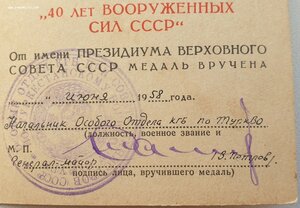 „40 ЛЕТ ВООРУЖЕННЫХ
СИЛ СССР“
От имени ПРЕЗИДИУМА ВЕРХОВНОГО
СОВЕТА СССР МЕДАЛЬ ВРУЧЕНА
„ “ июня 1958 года.
Начальник Особого Отдела КГБ по ТуркВО
(должность, военное звание и
М. П.
Генерал-майор /В. Петров/
подпись лица, вручившего медаль)